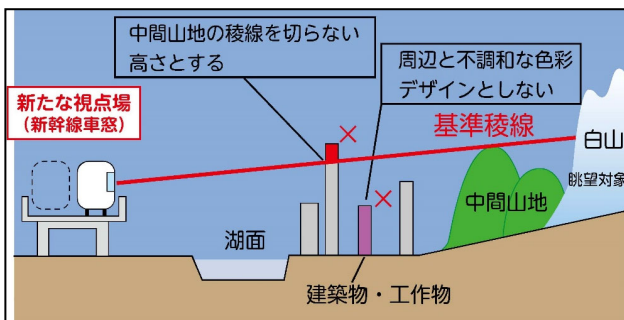 中間山地の稜線を切らない
高さとする
周辺と不調和な色彩
デザインとしない
新たな視点場
(新幹線車窓)
基準稜線
白山
眺望対象
中間山地
湖面
建築物・工作物